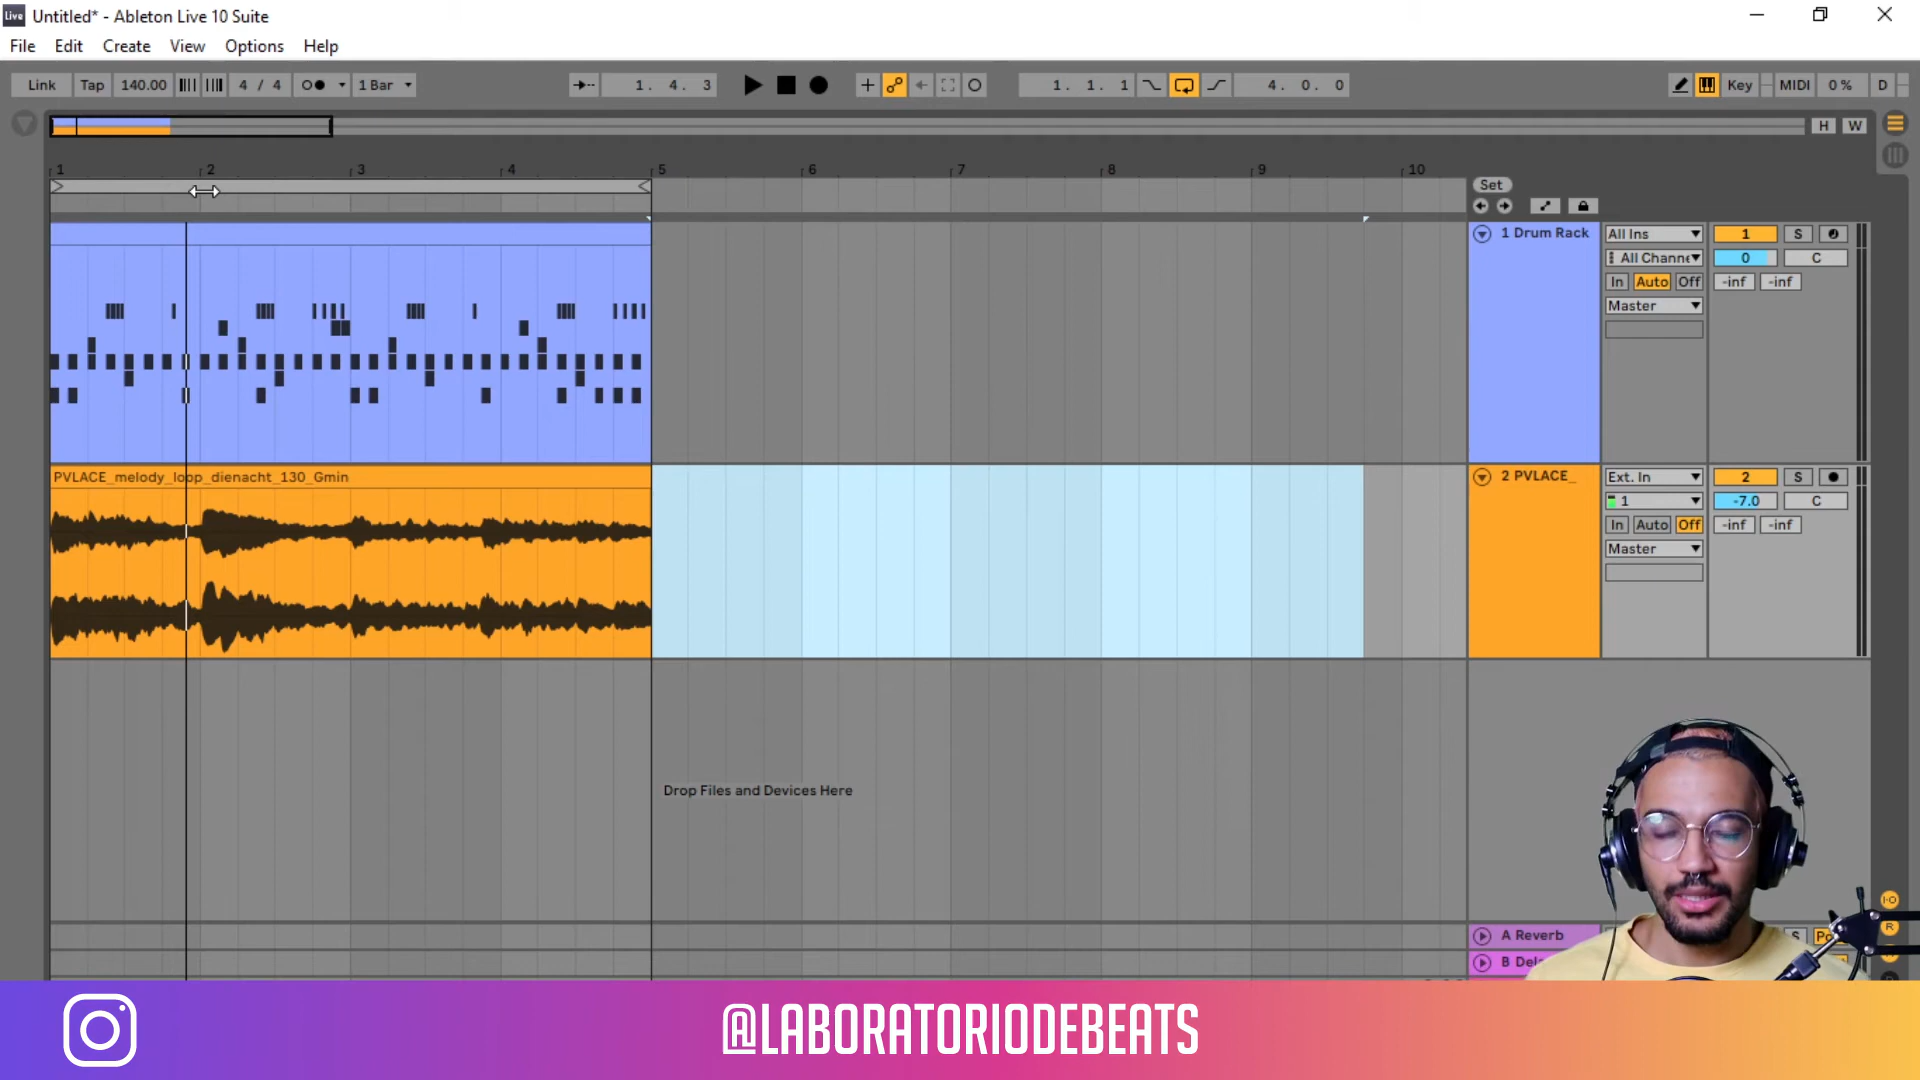 Live Untitled* - Ableton Live 10 Suite
File Edit Create View Options Help
Link Tap 140.00 4 / 4 1 Bar 1. 4. 3 1. 1. 1 4. 0. 0 Key MIDI 0 % D
H W
1 2 3 4 5 6 7 8 9 10
Set
1 Drum Rack All Ins 1 S
All Channe 0 C
In Auto Off -inf -inf
Master
PVLACE_melody_loop_dienacht_130_Gmin
2 PVLACE_ Ext. In 2 S
1 -7.0 C
In Auto Off -inf -inf
Master
Drop Files and Devices Here
A Reverb S
B
I·O
R
@LABORATORIODEBEATS